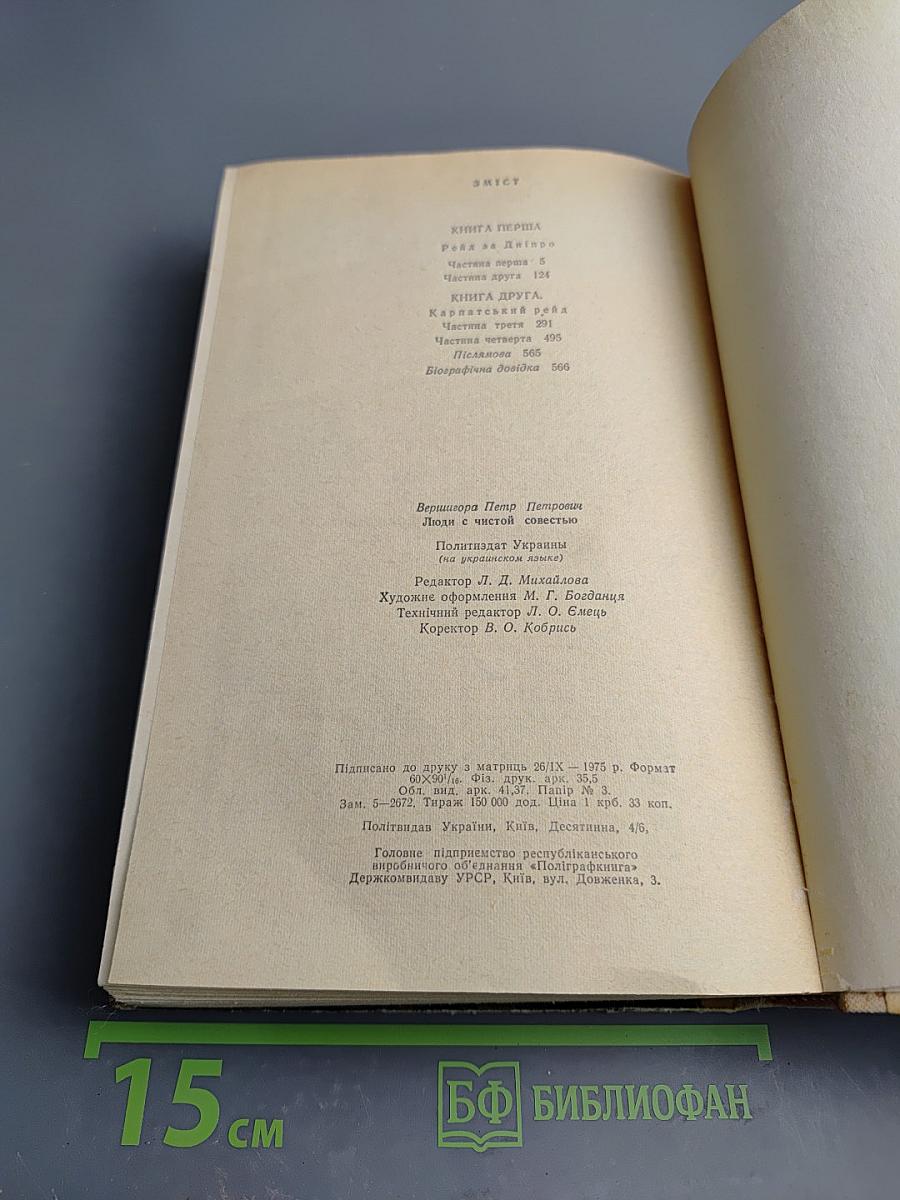 ЗМІСТ
КНИГА ПЕРША
Рейд за Дніпро
Частина перша 5
Частина друга 124
КНИГА ДРУГА.
Карпатський рейд
Частина третя 291
Частина четверта 495
Післямова 565
Біографічна довідка 566
Вершигора Петр Петрович
Люди с чистой совестью
Политиздат Украины
(на украинском языке)
Редактор Л. Д. Михайлова
Художнє оформлення М. Г. Богданця
Технічний редактор Л. О. Ємець
Коректор В. О. Кобрись
Підписано до друку з матриць 26/IX — 1975 р. Формат
60×90¹/₁₆. Фіз. друк. арк. 35,5
Обл. вид. арк. 41,37. Папір № 3.
Зам. 5—2672. Тираж 150 000 дод. Ціна 1 крб. 33 коп.
Політвидав України, Київ, Десятинна, 4/6,
Головне підприємство республіканського
виробничого об'єднання «Поліграфкнига»
Держкомвидаву УРСР, Київ, вул. Довженка, 3.
15 см
БФ БИБЛИОФАН